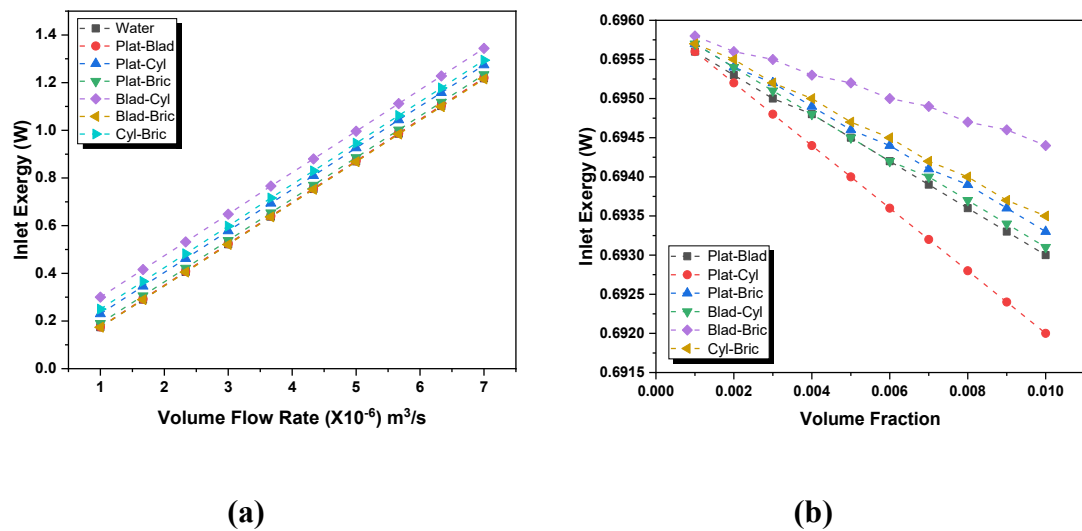 1.4
1.2
1.0
0.8
0.6
0.4
0.2
0.0
Inlet Exergy (W)
Water
Plat-Blad
Plat-Cyl
Plat-Bric
Blad-Cyl
Blad-Bric
Cyl-Bric
1 2 3 4 5 6 7
Volume Flow Rate (X10⁻⁶) m³/s
(a)
0.6960
0.6955
0.6950
0.6945
0.6940
0.6935
0.6930
0.6925
0.6920
0.6915
Inlet Exergy (W)
Plat-Blad
Plat-Cyl
Plat-Bric
Blad-Cyl
Blad-Bric
Cyl-Bric
0.000 0.002 0.004 0.006 0.008 0.010
Volume Fraction
(b)